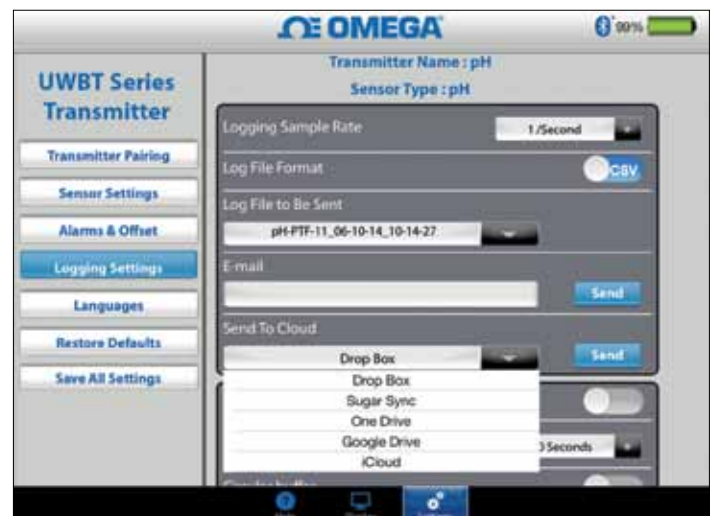 OMEGA
99%
UWBT Series
Transmitter
Transmitter Pairing
Sensor Settings
Alarms & Offset
Logging Settings
Languages
Restore Defaults
Save All Settings
Transmitter Name : pH
Sensor Type : pH
Logging Sample Rate
1 /Second
Log File Format
CSV
Log File to Be Sent
pH-PTF-11_06-10-14_10-14-27
E-mail
Send
Send To Cloud
Drop Box
Send
Drop Box
Sugar Sync
One Drive
Google Drive
iCloud
Seconds